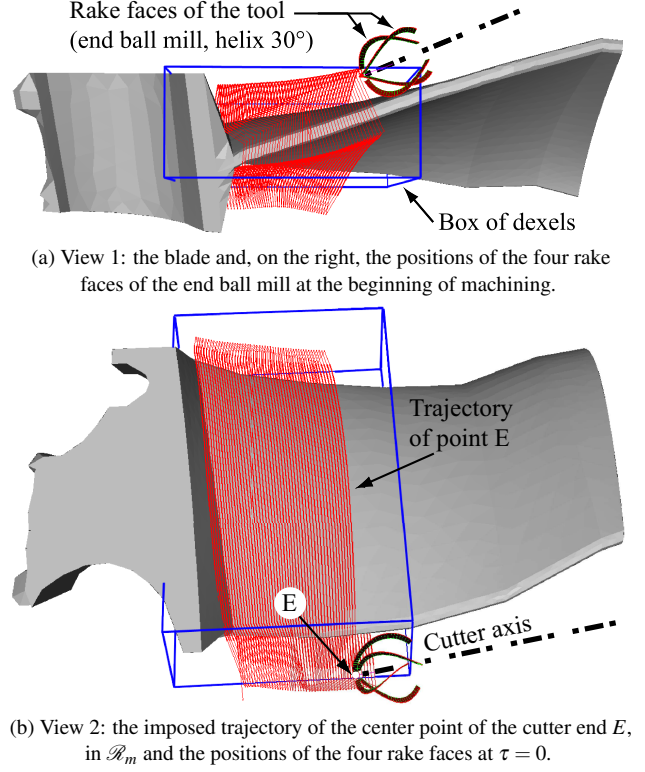 Rake faces of the tool
(end ball mill, helix 30°)
Box of dexels
(a) View 1: the blade and, on the right, the positions of the four rake
faces of the end ball mill at the beginning of machining.
Trajectory
of point E
E
Cutter axis
(b) View 2: the imposed trajectory of the center point of the cutter end E,
in ℛm and the positions of the four rake faces at τ = 0.